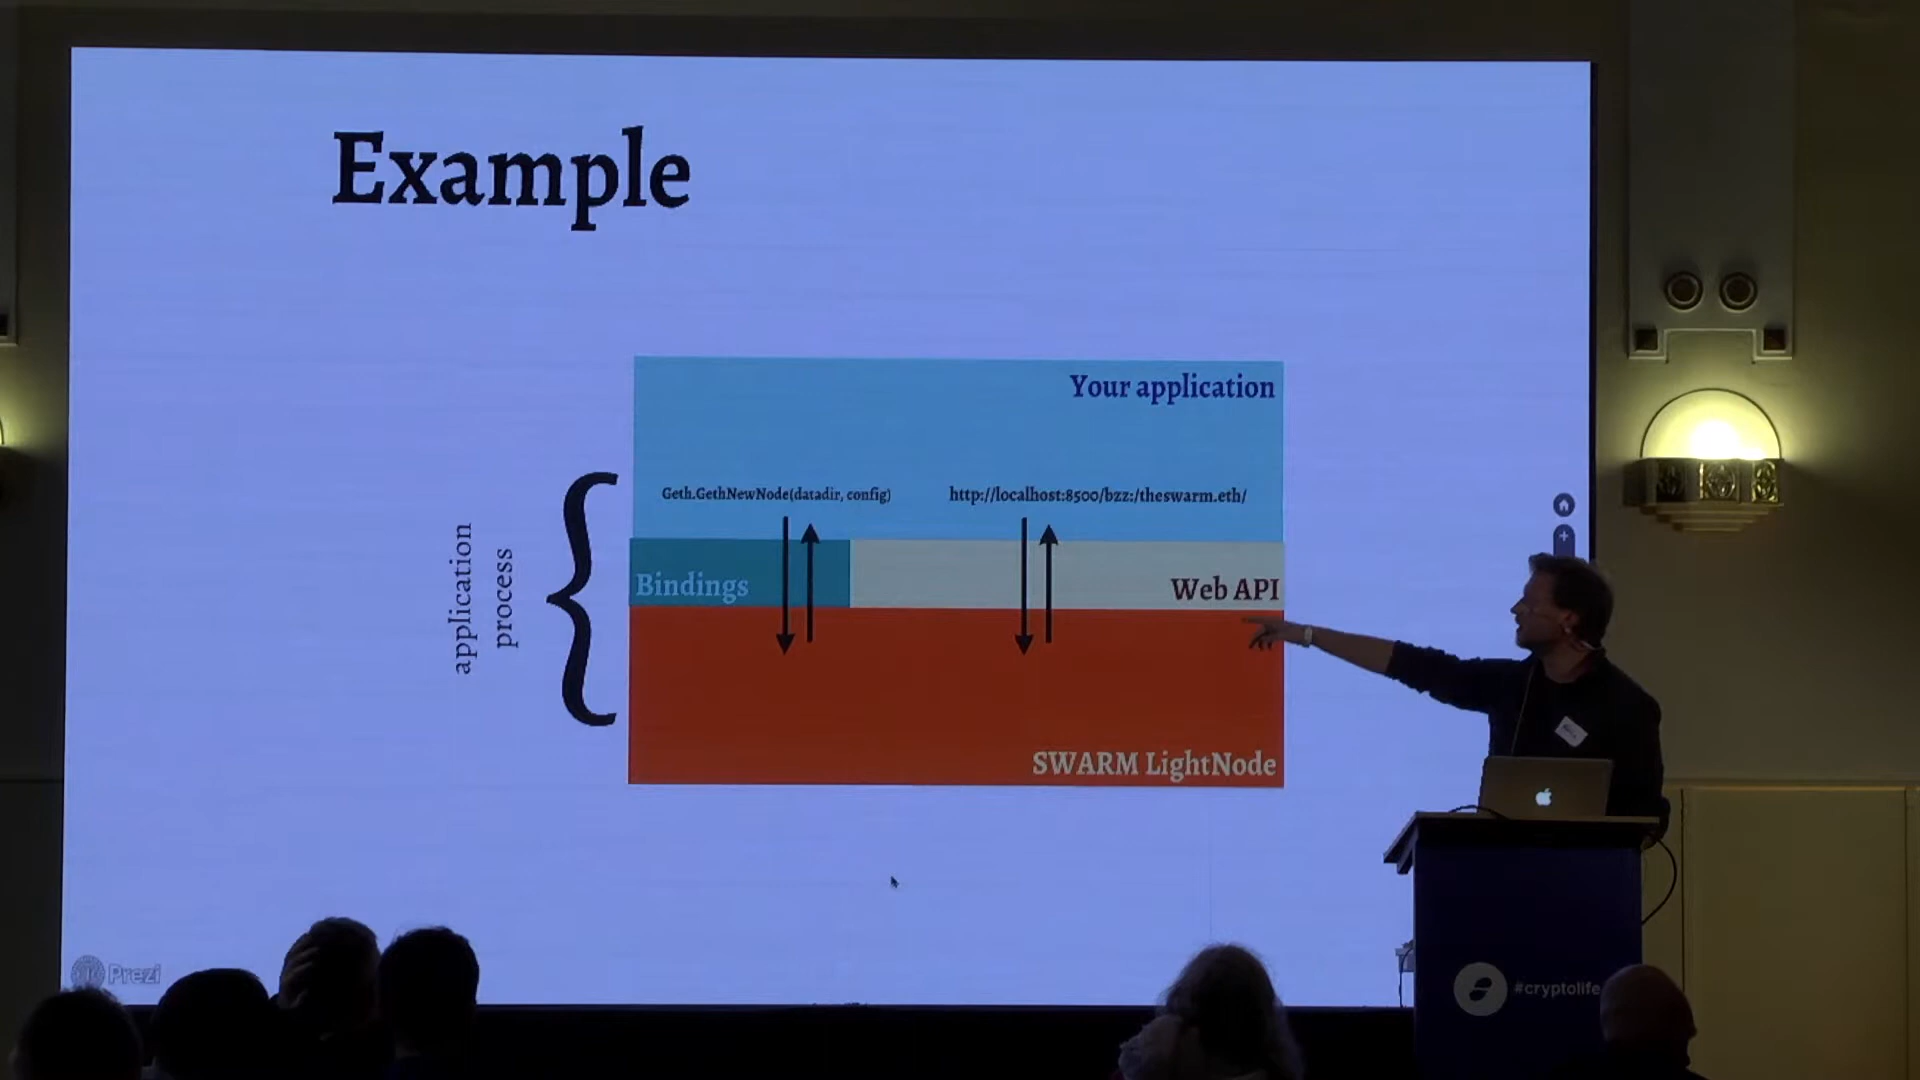 Example
Your application
Geth.GethNewNode(datadir, config)
http://localhost:8500/bzz:/theswarm.eth/
application
process
Bindings
Web API
SWARM LightNode
Prezi
#cryptolife